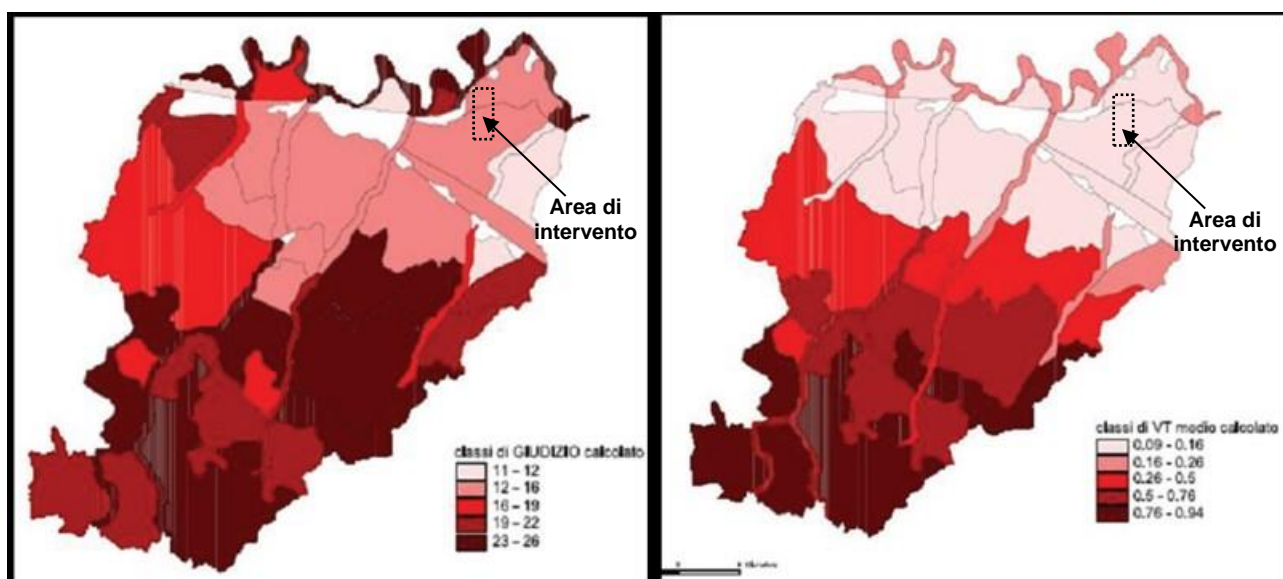 Area di
intervento
classi di GIUDIZIO calcolato
11 – 12
12 – 16
16 – 19
19 – 22
23 – 26
Area di
intervento
classi di VT medio calcolato
0.09 - 0.16
0.16 - 0.26
0.26 - 0.5
0.5 - 0.76
0.76 - 0.94